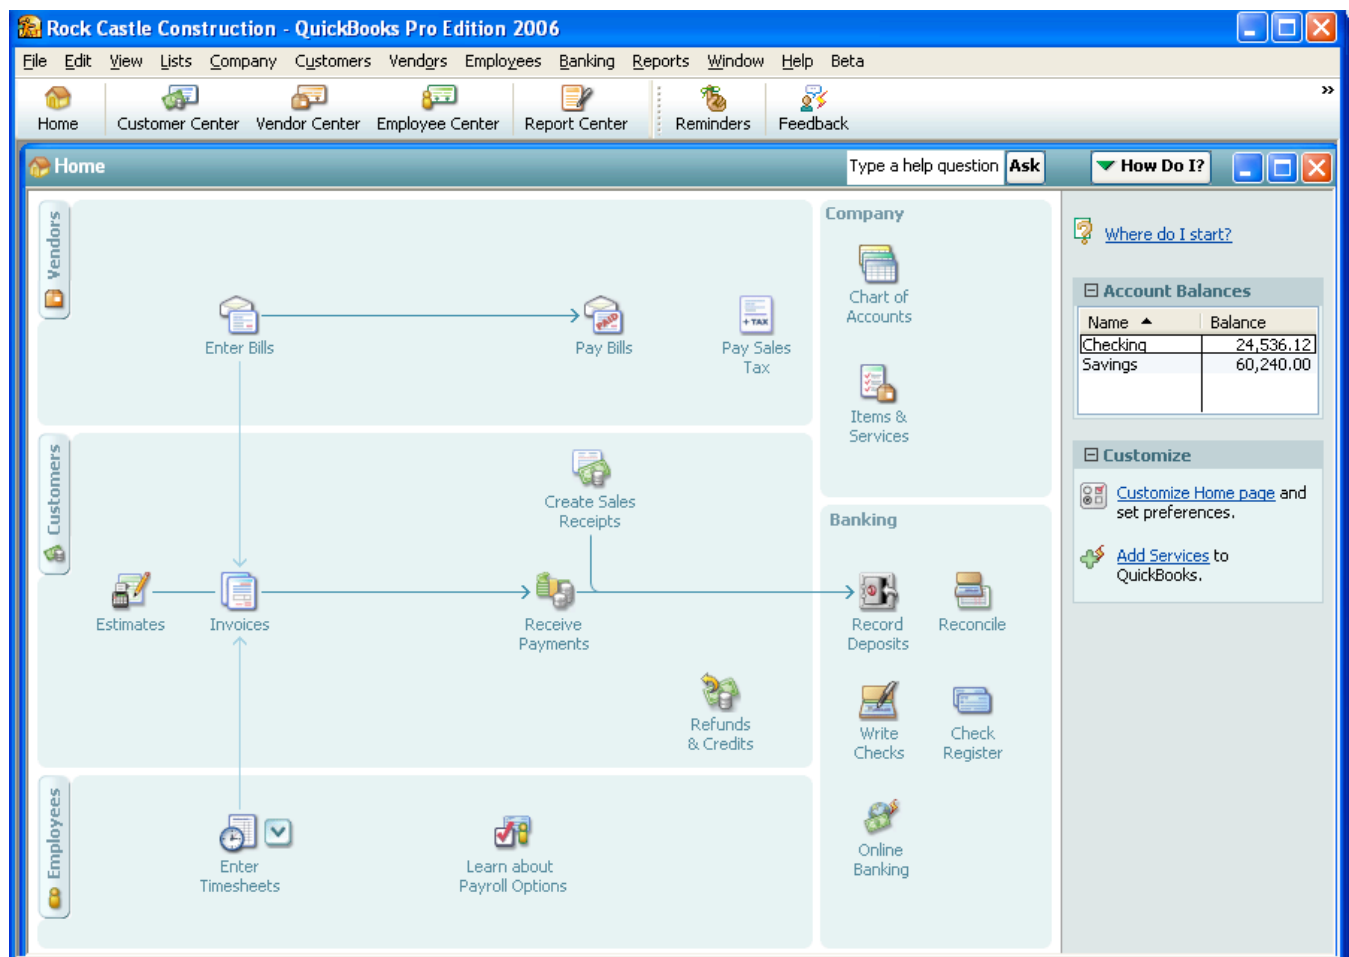 Rock Castle Construction - QuickBooks Pro Edition 2006
File Edit View Lists Company Customers Vendors Employees Banking Reports Window Help Beta
Home Customer Center Vendor Center Employee Center Report Center Reminders Feedback »
Home Type a help question Ask How Do I?
Vendors
Enter Bills
Pay Bills
Pay Sales
Tax
+ TAX
PAID
Customers
Create Sales
Receipts
Estimates
Invoices
Receive
Payments
Refunds
& Credits
Employees
Enter
Timesheets
Learn about
Payroll Options
Company
Chart of
Accounts
Items &
Services
Banking
Record
Deposits
Reconcile
Write
Checks
Check
Register
Online
Banking
Where do I start?
Account Balances
Name Balance
Checking 24,536.12
Savings 60,240.00
Customize
Customize Home page and
set preferences.
Add Services to
QuickBooks.